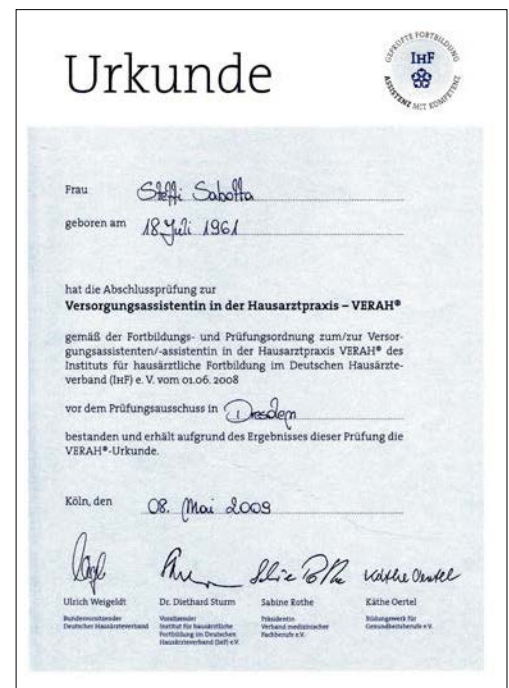 Urkunde
GEPRÜFTE FORTBILDUNG
IHF
ASSISTENZ MIT KOMPETENZ
Frau Steffi Sabotta
geboren am 18. Juli 1961
hat die Abschlussprüfung zur
Versorgungsassistentin in der Hausarztpraxis – VERAH®
gemäß der Fortbildungs- und Prüfungsordnung zum/zur Versor-
gungsassistenten/-assistentin in der Hausarztpraxis VERAH® des
Instituts für hausärztliche Fortbildung im Deutschen Hausärzte-
verband (IHF) e. V. vom 01.06. 2008
vor dem Prüfungsausschuss in Dresden
bestanden und erhält aufgrund des Ergebnisses dieser Prüfung die
VERAH®-Urkunde.
Köln, den 08. Mai 2009
Käthe Oertel
Ulrich Weigeldt Dr. Diethard Sturm Sabine Rothe Käthe Oertel
Bundesvorsitzender Vorsitzender Präsidentin Bildungswerk für
Deutscher Hausärzteverband Institut für hausärztliche Verband medizinischer Gesundheitsberufe e.V.
Fortbildung im Deutschen Fachberufe e.V.
Hausärzteverband (IHF) e.V.